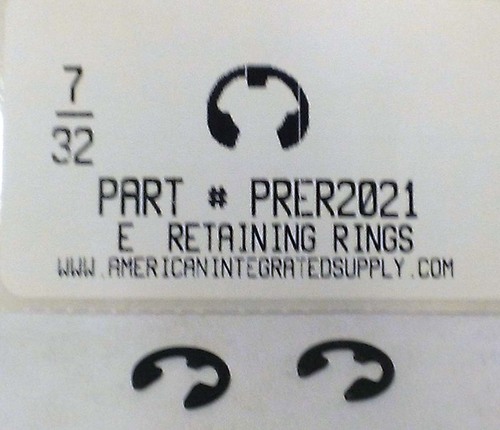 7
32
PART # PRER2021
E RETAINING RINGS
WWW.AMERICANINTEGRATEDSUPPLY.COM